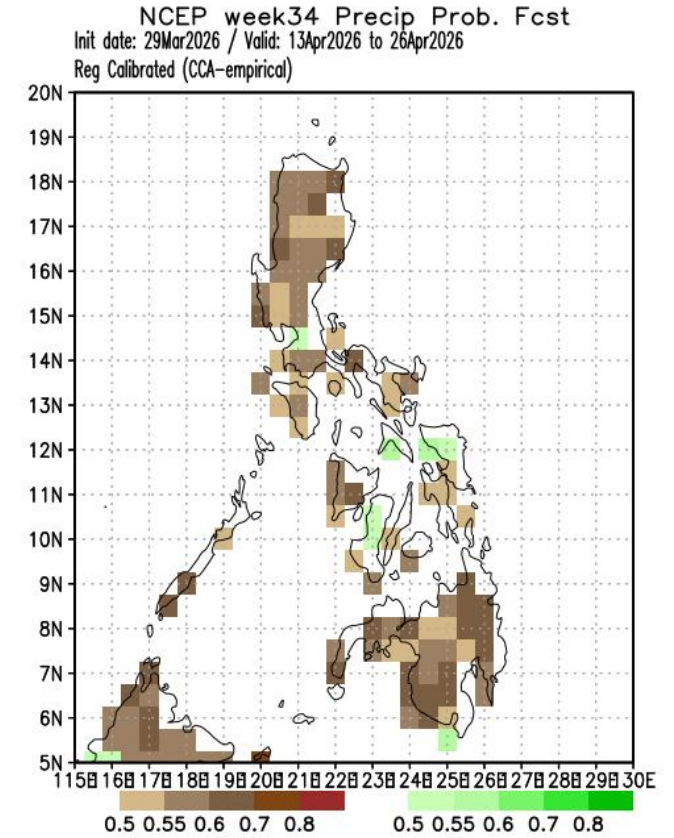 NCEP week34 Precip Prob. Fcst
Init date: 29Mar2026 / Valid: 13Apr2026 to 26Apr2026
Reg Calibrated (CCA-empirical)
20N
19N
18N
17N
16N
15N
14N
13N
12N
11N
10N
9N
8N
7N
6N
5N
115E 116E 117E 118E 119E 120E 121E 122E 123E 124E 125E 126E 127E 128E 129E 130E
0.5 0.55 0.6 0.7 0.8 0.5 0.55 0.6 0.7 0.8